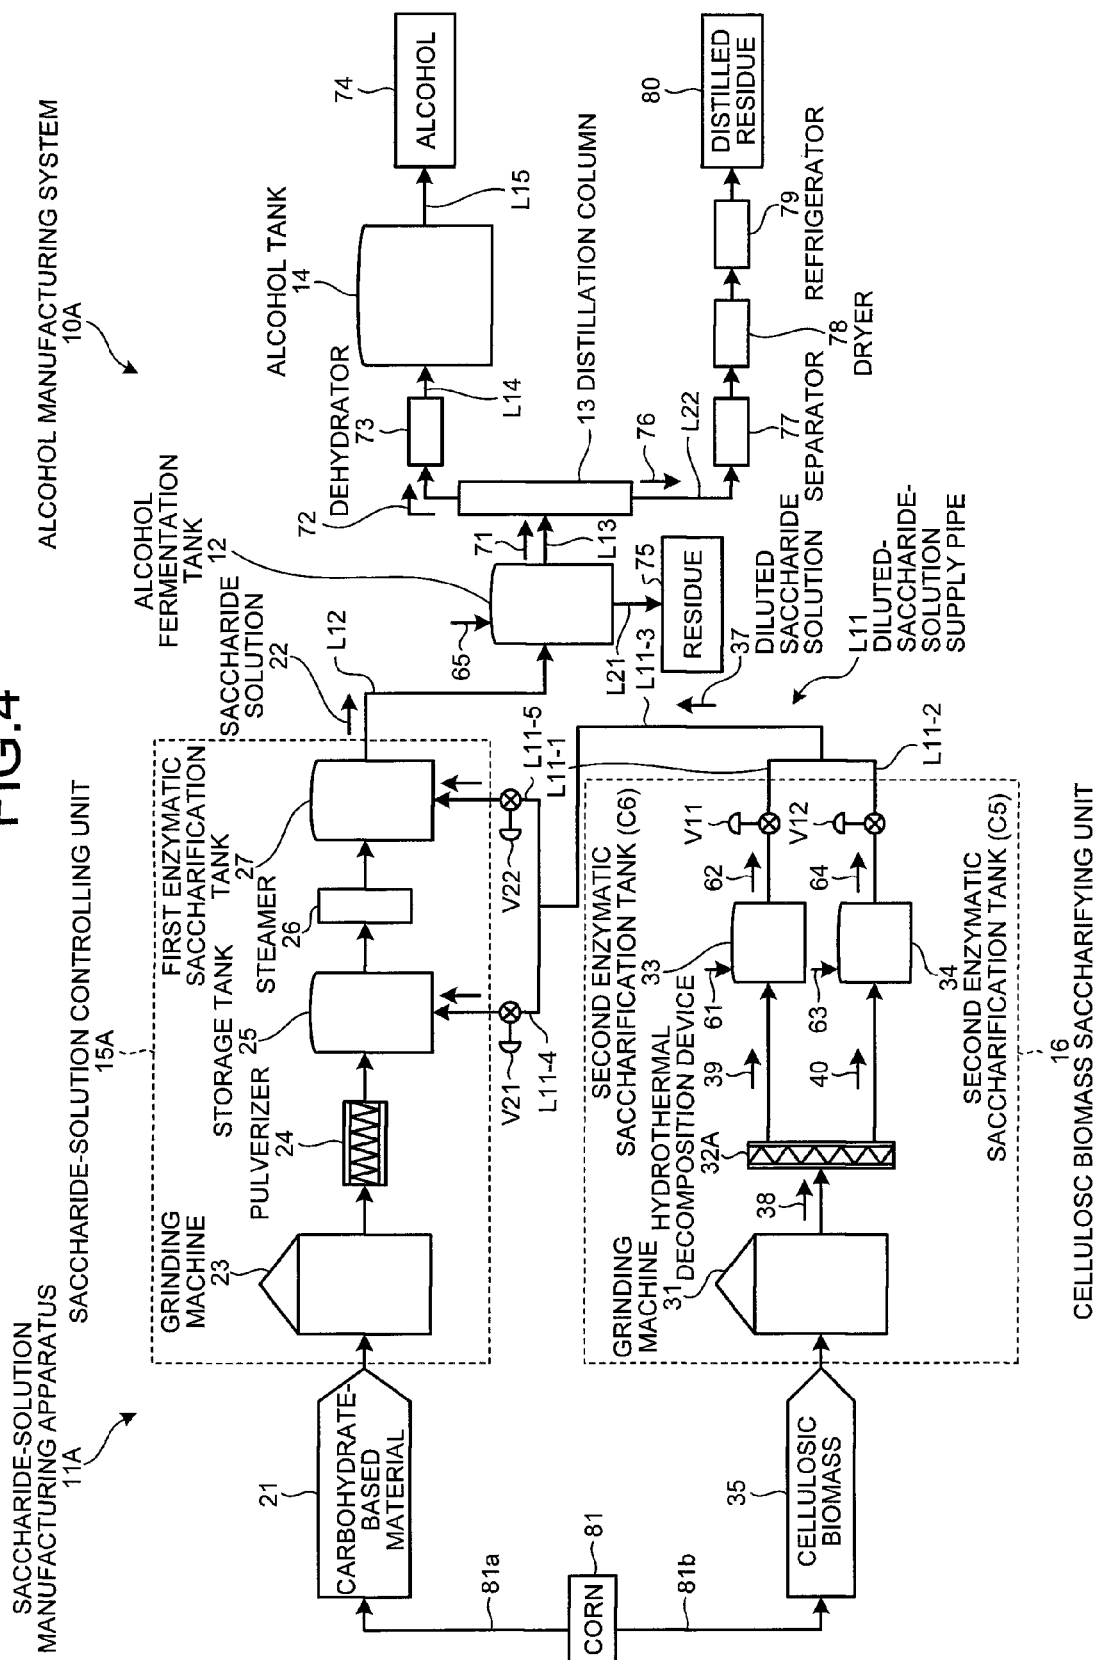 FIG.4
ALCOHOL MANUFACTURING SYSTEM
10A
SACCHARIDE-SOLUTION
MANUFACTURING APPARATUS
11A
SACCHARIDE-SOLUTION CONTROLLING UNIT
15A
GRINDING
MACHINE
23
PULVERIZER
24
STORAGE TANK
25
STEAMER
26
FIRST ENZYMATIC
SACCHARIFICATION
TANK
27
SACCHARIDE
SOLUTION
22
L12
ALCOHOL
FERMENTATION
TANK
12
65
71
L13
72
DEHYDRATOR
73
L14
ALCOHOL TANK
14
L15
74
ALCOHOL
13 DISTILLATION COLUMN
76
L22
L21
75
RESIDUE
77
SEPARATOR
78
DRYER
79
REFRIGERATOR
80
DISTILLED
RESIDUE
21
CARBOHYDRATE-
BASED
MATERIAL
81a
81
CORN
81b
35
CELLULOSIC
BIOMASS
V21
L11-4
V22
L11-5
L11-1
L11-3
37
DILUTED
SACCHARIDE
SOLUTION
L11
DILUTED-
SACCHARIDE-
SOLUTION
SUPPLY PIPE
L11-2
GRINDING
MACHINE
31
38
HYDROTHERMAL
DECOMPOSITION DEVICE
32A
39
40
SECOND ENZYMATIC
SACCHARIFICATION TANK (C6)
33
61
62
V11
63
64
V12
34
SECOND ENZYMATIC
SACCHARIFICATION TANK (C5)
16
CELLULOSC BIOMASS SACCHARIFYING UNIT